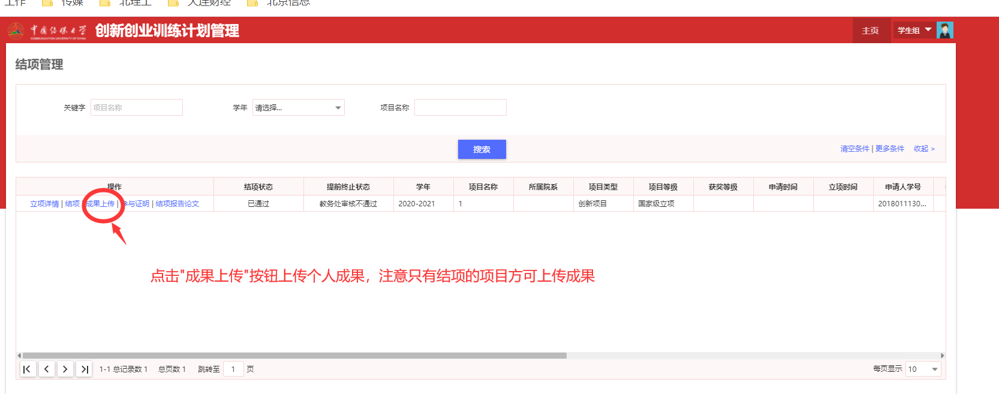 工作 传媒 北理工 大连财经 北京信息
中国传媒大学 创新创业训练计划管理 主页 学生组
COMMUNICATION UNIVERSITY OF CHINA
结项管理
关键字 项目名称 学年 请选择... 项目名称
搜索 清空条件 | 更多条件 收起 >
操作 结项状态 提前终止状态 学年 项目名称 所属院系 项目类型 项目等级 获奖等级 申请时间 立项时间 申请人学号
立项详情 | 结项 成果上传 | 参与证明 | 结项报告论文 已通过 教务处审核不通过 2020-2021 1 创新项目 国家级立项 2018011130...
点击"成果上传"按钮上传个人成果，注意只有结项的项目方可上传成果
1-1 总记录数 1 总页数 1 跳转至 1 页 每页显示 10